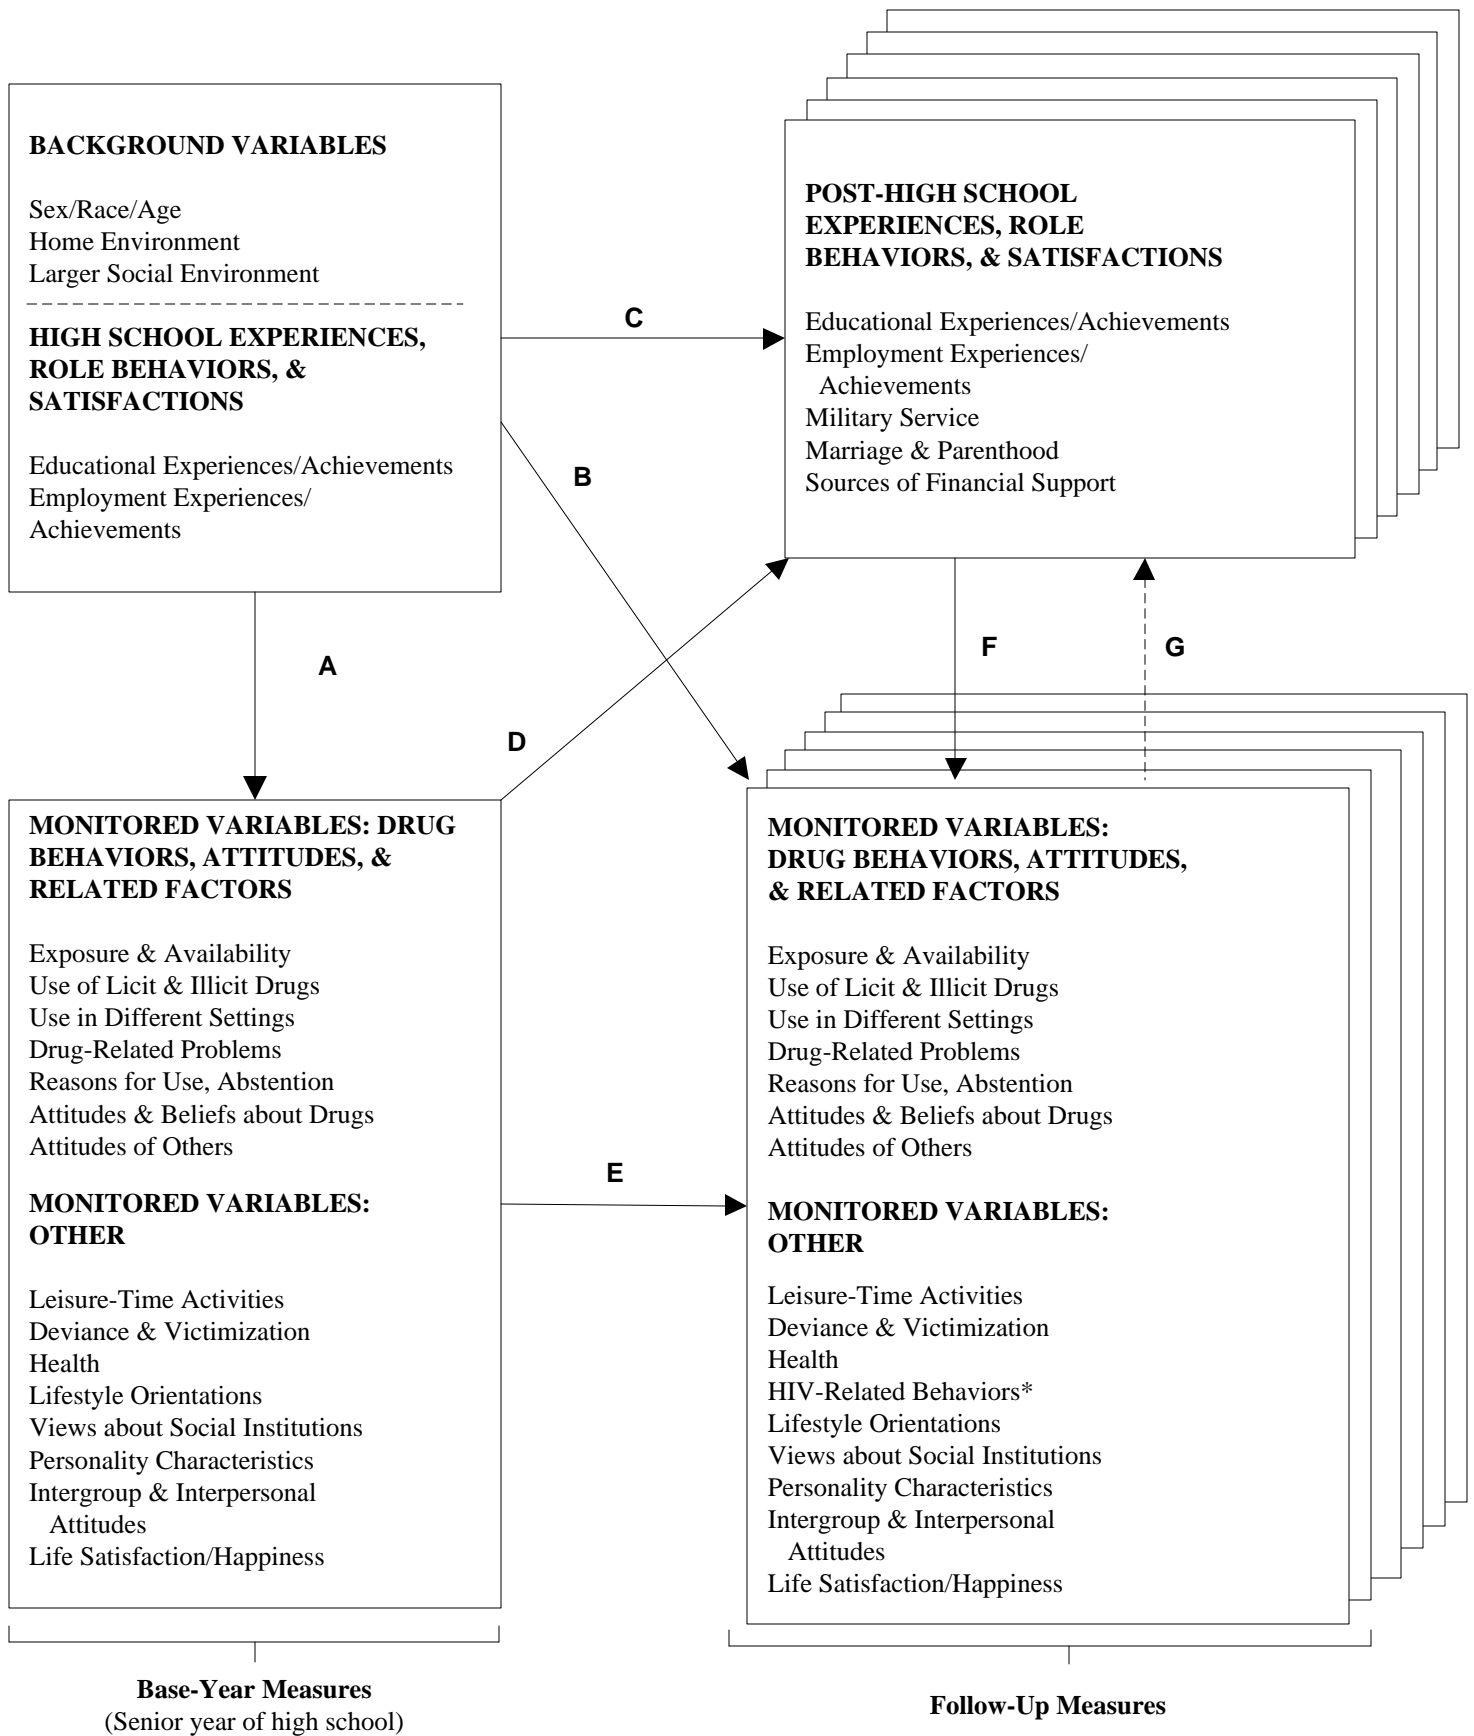 BACKGROUND VARIABLES
Sex/Race/Age
Home Environment
Larger Social Environment
HIGH SCHOOL EXPERIENCES,
ROLE BEHAVIORS, &
SATISFACTIONS
Educational Experiences/Achievements
Employment Experiences/
Achievements
POST-HIGH SCHOOL
EXPERIENCES, ROLE
BEHAVIORS, & SATISFACTIONS
Educational Experiences/Achievements
Employment Experiences/
Achievements
Military Service
Marriage & Parenthood
Sources of Financial Support
C
B
A
D
F
G
E
MONITORED VARIABLES: DRUG
BEHAVIORS, ATTITUDES, &
RELATED FACTORS
Exposure & Availability
Use of Licit & Illicit Drugs
Use in Different Settings
Drug-Related Problems
Reasons for Use, Abstention
Attitudes & Beliefs about Drugs
Attitudes of Others
MONITORED VARIABLES:
OTHER
Leisure-Time Activities
Deviance & Victimization
Health
Lifestyle Orientations
Views about Social Institutions
Personality Characteristics
Intergroup & Interpersonal
Attitudes
Life Satisfaction/Happiness
MONITORED VARIABLES:
DRUG BEHAVIORS, ATTITUDES,
& RELATED FACTORS
Exposure & Availability
Use of Licit & Illicit Drugs
Use in Different Settings
Drug-Related Problems
Reasons for Use, Abstention
Attitudes & Beliefs about Drugs
Attitudes of Others
MONITORED VARIABLES:
OTHER
Leisure-Time Activities
Deviance & Victimization
Health
HIV-Related Behaviors*
Lifestyle Orientations
Views about Social Institutions
Personality Characteristics
Intergroup & Interpersonal
Attitudes
Life Satisfaction/Happiness
Base-Year Measures
(Senior year of high school)
Follow-Up Measures